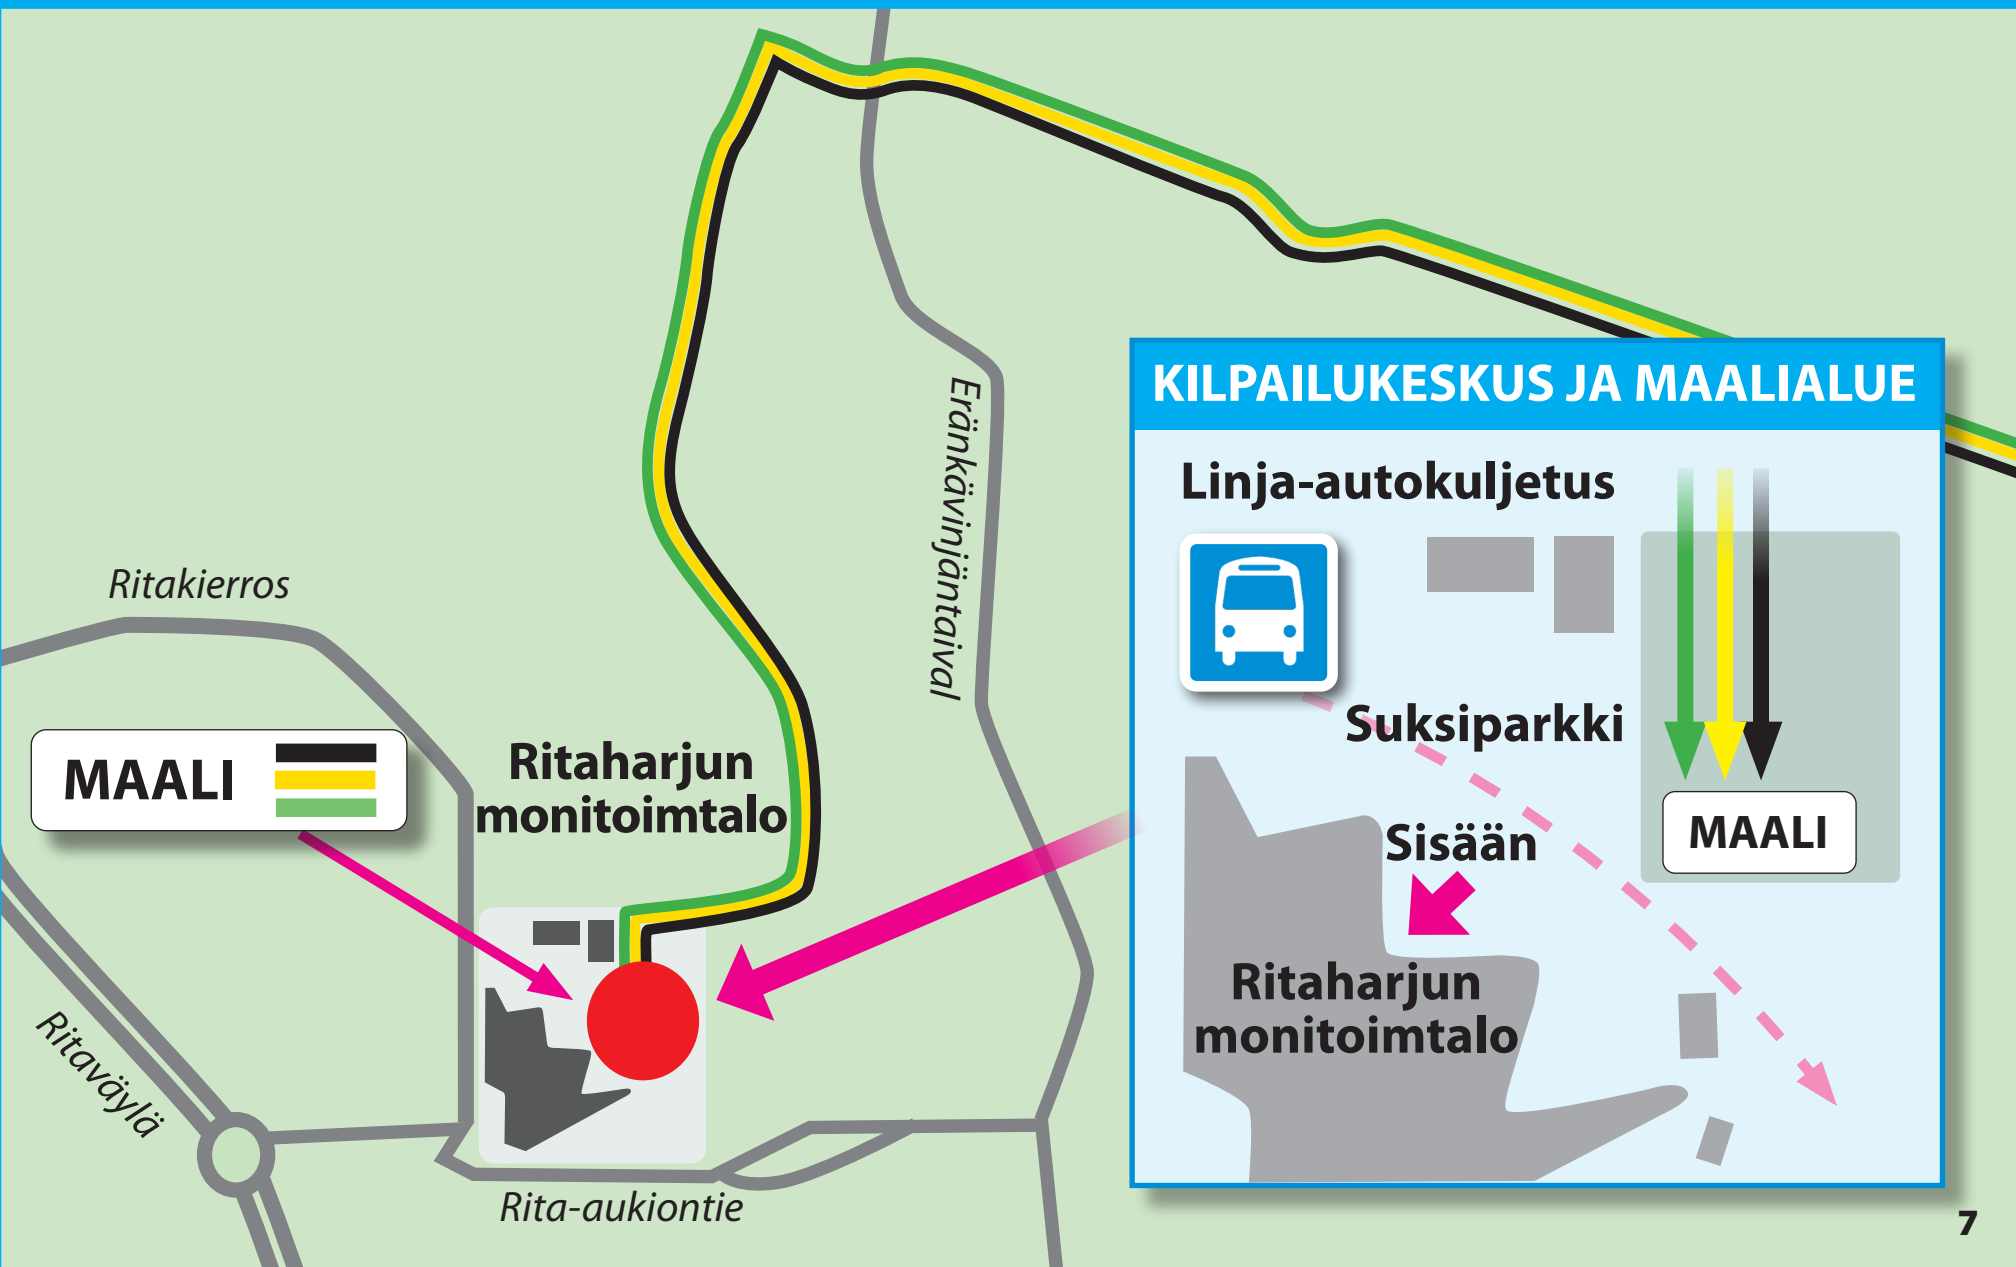 KILPAILUKESKUS JA MAALIALUE
Linja-autokuljetus
Suksiparkki
MAALI
Sisään
Ritaharjun
monitoimtalo
Eränkävinjäntaival
Ritakierros
MAALI
Ritaharjun
monitoimtalo
Ritaväylä
Rita-aukiontie
7